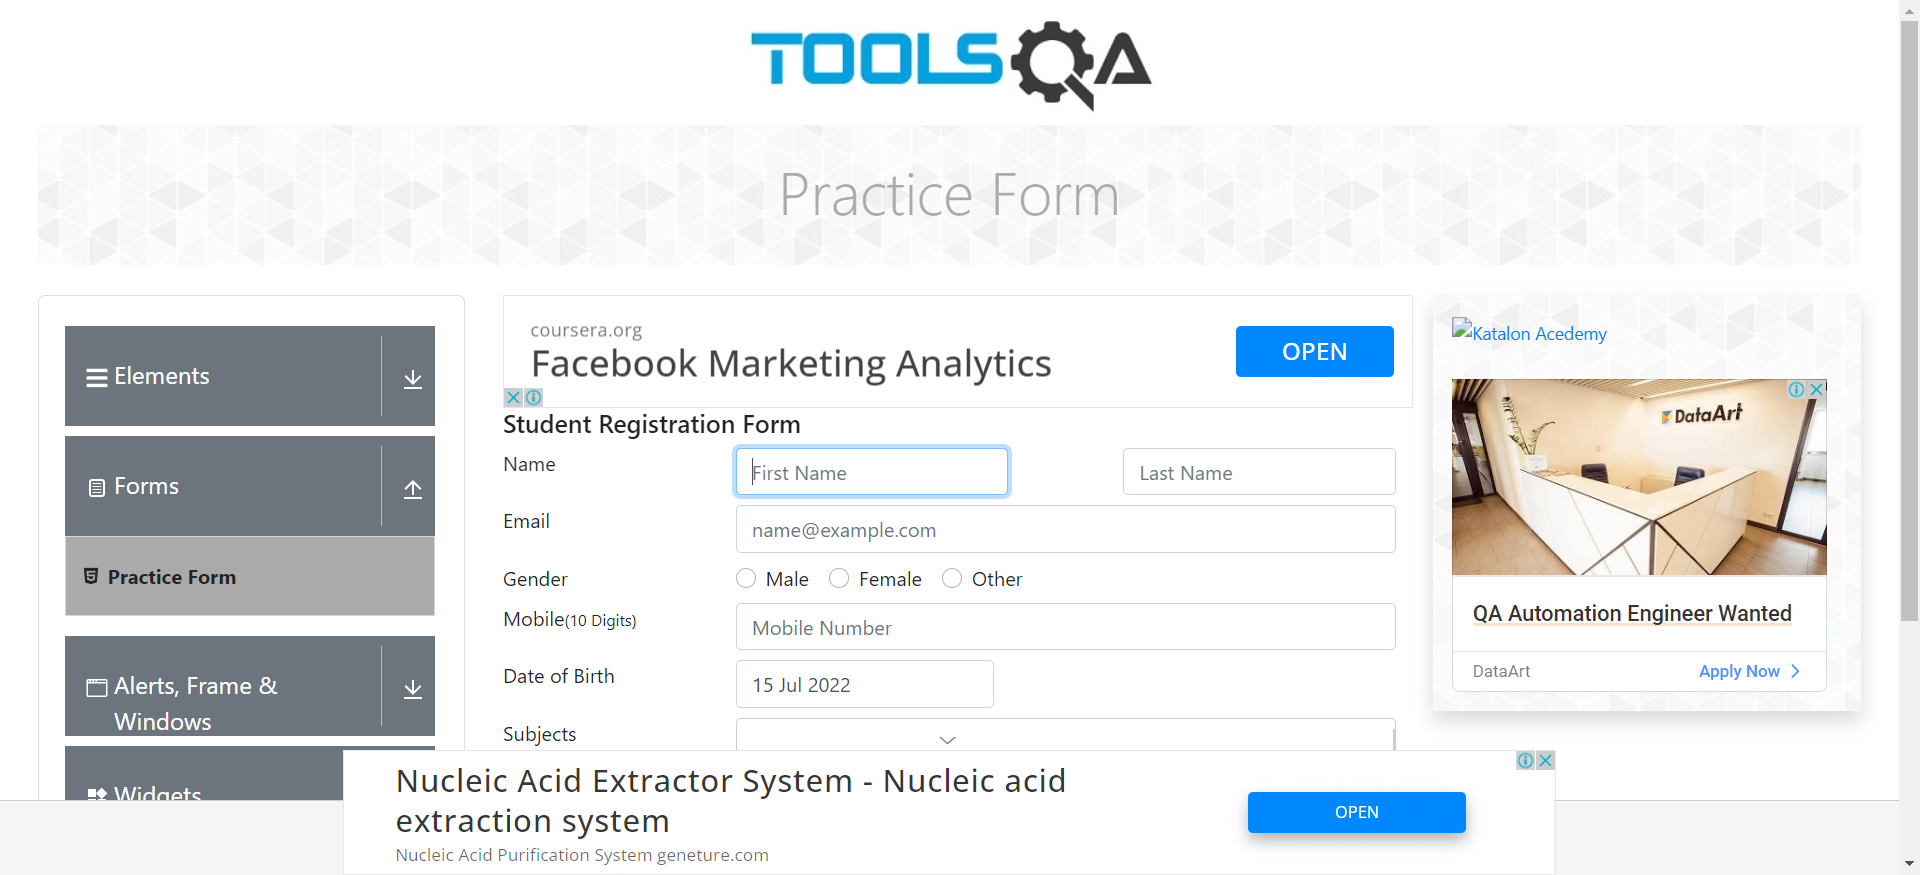 TOOLSQA
Practice Form
Elements
Forms
Practice Form
Alerts, Frame &
Windows
Widgets
coursera.org
Facebook Marketing Analytics
OPEN
Student Registration Form
Name
First Name
Last Name
Email
name@example.com
Gender
Male
Female
Other
Mobile(10 Digits)
Mobile Number
Date of Birth
15 Jul 2022
Subjects
Katalon Acedemy
DataArt
QA Automation Engineer Wanted
DataArt
Apply Now
Nucleic Acid Extractor System - Nucleic acid
extraction system
Nucleic Acid Purification System geneture.com
OPEN